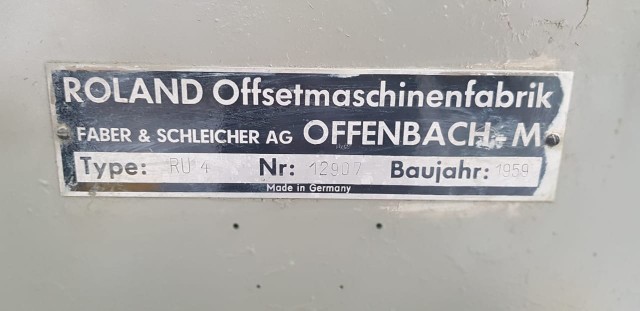 ROLAND Offsetmaschinenfabrik
FABER & SCHLEICHER AG OFFENBACH - M
Type: RU 4 Nr: 12907 Baujahr: 1959
Made in Germany